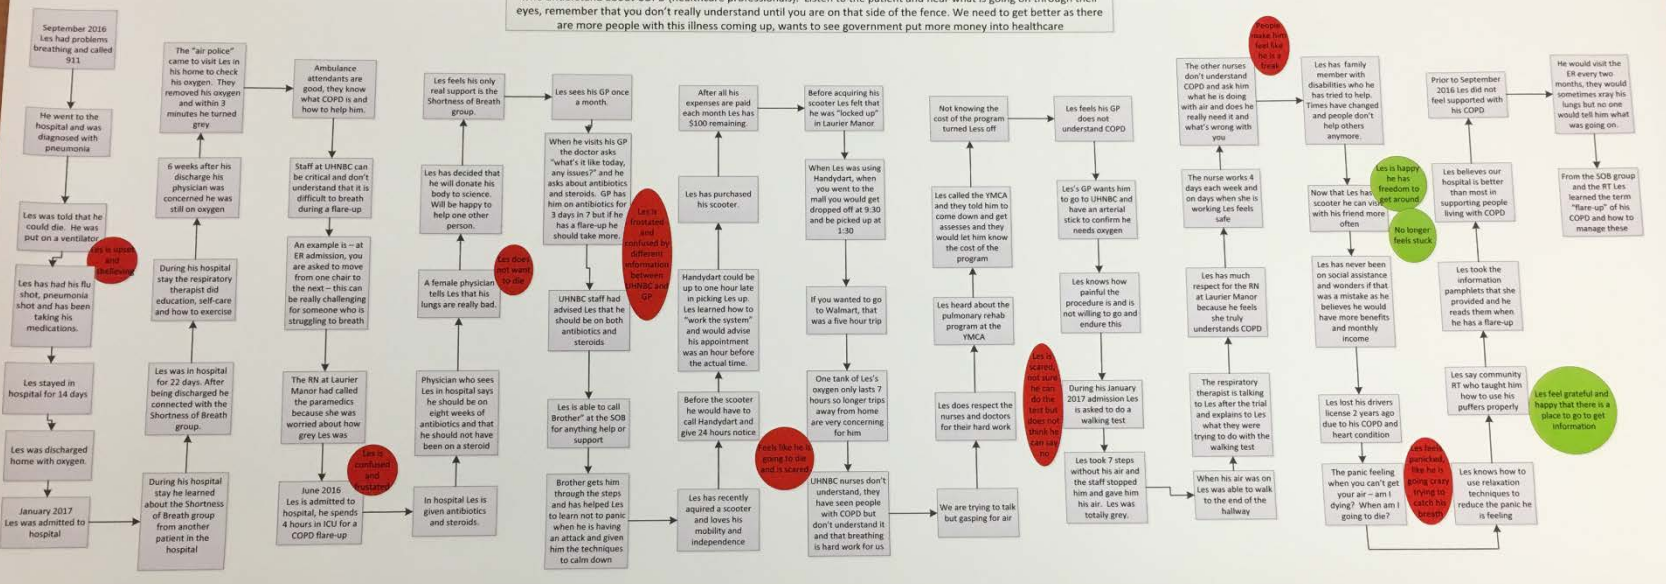 eyes, remember that you don't really understand until you are on that side of the fence. We need to get better as there
are more people with this illness coming up, wants to see government put more money into healthcare
September 2016
Les had problems
breathing and called
911
He went to the
hospital and was
diagnosed with
pneumonia
Les was told that he
could die. He was
put on a ventilator
Les is upset
and
Les has had his flu
shot, pneumonia
shot and has been
taking his
medications.
Les stayed in
hospital for 14 days
Les was discharged
home with oxygen.
January 2017
Les was admitted to
hospital
During his hospital
stay he learned
about the Shortness
of Breath group
from another
patient in the
hospital
Les was in hospital
for 22 days. After
being discharged he
connected with the
Shortness of Breath
group.
During his hospital
stay the respiratory
therapist did
education, self-care
and how to exercise
6 weeks after his
discharge his
physician was
concerned he was
still on oxygen
The "air police"
came to visit Les in
his home to check
his oxygen. They
removed his oxygen
and within 3
minutes he turned
grey
Ambulance
attendants are
good, they know
what COPD is and
how to help him.
Staff at UHNBC can
be critical and don't
understand that it is
difficult to breath
during a flare-up
An example is – at
ER admission, you
are asked to move
from one chair to
the next – this can
be really challenging
for someone who is
struggling to breath
The RN at Laurier
Manor had called
the paramedics
because she was
worried about how
grey Les was
Les is
confused
and
frustated
June 2016
Les is admitted to
hospital, he spends
4 hours in ICU for a
COPD flare-up
In hospital Les is
given antibiotics
and steroids.
Physician who sees
Les in hospital says
he should be on
eight weeks of
antibiotics and that
he should not have
been on a steroid
A female physician
tells Les that his
lungs are really bad.
Les does
not want
to die
Les has decided that
he will donate his
body to science.
Will be happy to
help one other
person.
Les feels his only
real support is the
Shortness of Breath
group.
Les sees his GP once
a month.
When he visits his GP
the doctor asks
"what's it like today,
any issues?" and he
asks about antibiotics
and steroids. GP has
him on antibiotics for
3 days in 7 but if he
has a flare-up he
should take more.
Les is
frustated
and
confused by
different
information
between
UHNBC and
GP
UHNBC staff had
advised Les that he
should be on both
antibiotics and
steroids
Les is able to call
Brother" at the SOB
for anything help or
support
Brother gets him
through the steps
and has helped Les
to learn not to panic
when he is having
an attack and given
him the techniques
to calm down
Les has recently
aquired a scooter
and loves his
mobility and
independence
Before the scooter
he would have to
call Handydart and
give 24 hours notice
Handydart could be
up to one hour late
in picking Les up.
Les learned how to
"work the system"
and would advise
his appointment
was an hour before
the actual time.
Les has purchased
his scooter.
After all his
expenses are paid
each month Les has
$100 remaining.
Before acquiring his
scooter Les felt that
he was "locked up"
in Laurier Manor
When Les was using
Handydart, when
you went to the
mall you would get
dropped off at 9:30
and be picked up at
1:30
If you wanted to go
to Walmart, that
was a five hour trip
One tank of Les's
oxygen only lasts 7
hours so longer trips
away from home
are very concerning
for him
Feels like he is
going to die
and is scared
UHNBC nurses don't
understand, they
have seen people
with COPD but
don't understand it
and that breathing
is hard work for us
We are trying to talk
but gasping for air
Les does respect the
nurses and doctors
for their hard work
Les heard about the
pulmonary rehab
program at the
YMCA
Les called the YMCA
and they told him to
come down and get
assesses and they
would let him know
the cost of the
program
Not knowing the
cost of the program
turned Less off
Les feels his GP
does not
understand COPD
Les's GP wants him
to go to UHNBC and
have an arterial
stick to confirm he
needs oxygen
Les knows how
painful the
procedure is and is
not willing to go and
endure this
Les is
scared,
not sure
he can
do the
test but
does not
think he
can say
no
During his January
2017 admission Les
is asked to do a
walking test
Les took 7 steps
without his air and
the staff stopped
him and gave him
his air. Les was
totally grey.
When his air was on
Les was able to walk
to the end of the
hallway
The respiratory
therapist is talking
to Les after the trial
and explains to Les
what they were
trying to do with the
walking test
Les has much
respect for the RN
at Laurier Manor
because he feels
she truly
understands COPD
The nurse works 4
days each week and
on days when she is
working Les feels
safe
The other nurses
don't understand
COPD and ask him
what he is doing
with air and does he
really need it and
what's wrong with
you
People
make him
feel like
he is a
freak
Les has family
member with
disabilities who he
has tried to help.
Times have changed
and people don't
help others
anymore.
Les is happy
he has
freedom to
get around
Now that Les has
scooter he can visit
with his friend more
often
No longer
feels stuck
Les has never been
on social assistance
and wonders if that
was a mistake as he
believes he would
have more benefits
and monthly
income
Les lost his drivers
license 2 years ago
due to his COPD and
heart condition
The panic feeling
when you can't get
your air – am I
dying? When am I
going to die?
Les feels
panicked,
like he is
going crazy
trying to
catch his
breath
Les knows how to
use relaxation
techniques to
reduce the panic he
is feeling
Les say community
RT who taught him
how to use his
puffers properly
Les feel grateful and
happy that there is a
place to go to get
information
Les took the
information
pamphlets that she
provided and he
reads them when
he has a flare-up
Les believes our
hospital is better
than most in
supporting people
living with COPD
Prior to September
2016 Les did not
feel supported with
his COPD
He would visit the
ER every two
months, they would
sometimes xray his
lungs but no one
would tell him what
was going on.
From the SOB group
and the RT Les
learned the term
"flare-up" of his
COPD and how to
manage these